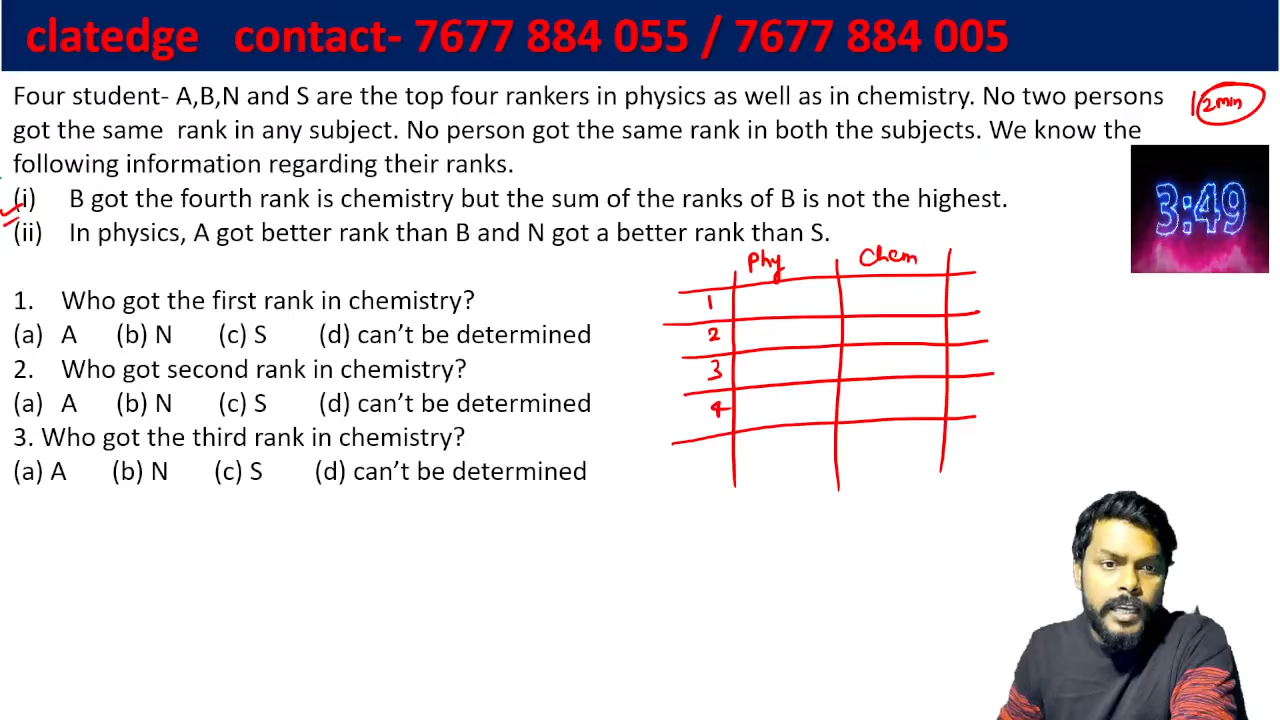 clatedge contact- 7677 884 055 / 7677 884 005
Four student- A,B,N and S are the top four rankers in physics as well as in chemistry. No two persons
got the same rank in any subject. No person got the same rank in both the subjects. We know the
following information regarding their ranks.
(i) B got the fourth rank is chemistry but the sum of the ranks of B is not the highest.
(ii) In physics, A got better rank than B and N got a better rank than S.
1. Who got the first rank in chemistry?
(a) A (b) N (c) S (d) can't be determined
2. Who got second rank in chemistry?
(a) A (b) N (c) S (d) can't be determined
3. Who got the third rank in chemistry?
(a) A (b) N (c) S (d) can't be determined
2 min
3:49
Phy Chem
1
2
3
4